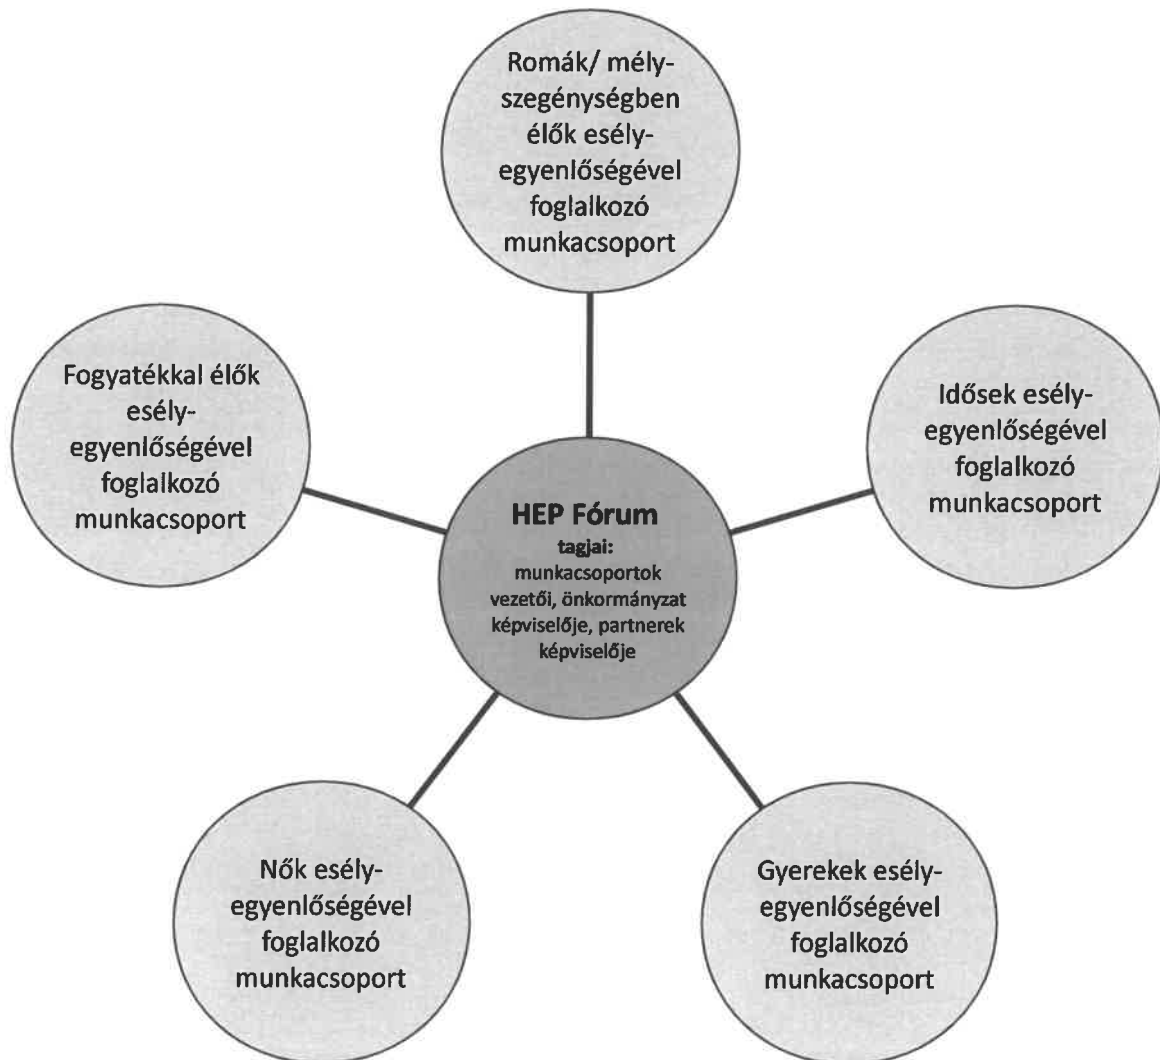 Romák/ mély-
szegénységben
élők esély-
egyenlőségével
foglalkozó
munkacsoport
Fogyatékkal élők
esély-
egyenlőségével
foglalkozó
munkacsoport
Idősek esély-
egyenlőségével
foglalkozó
munkacsoport
HEP Fórum
tagjai:
munkacsoportok
vezetői, önkormányzat
képviselője, partnerek
képviselője
Nők esély-
egyenlőségével
foglalkozó
munkacsoport
Gyerekek esély-
egyenlőségével
foglalkozó
munkacsoport